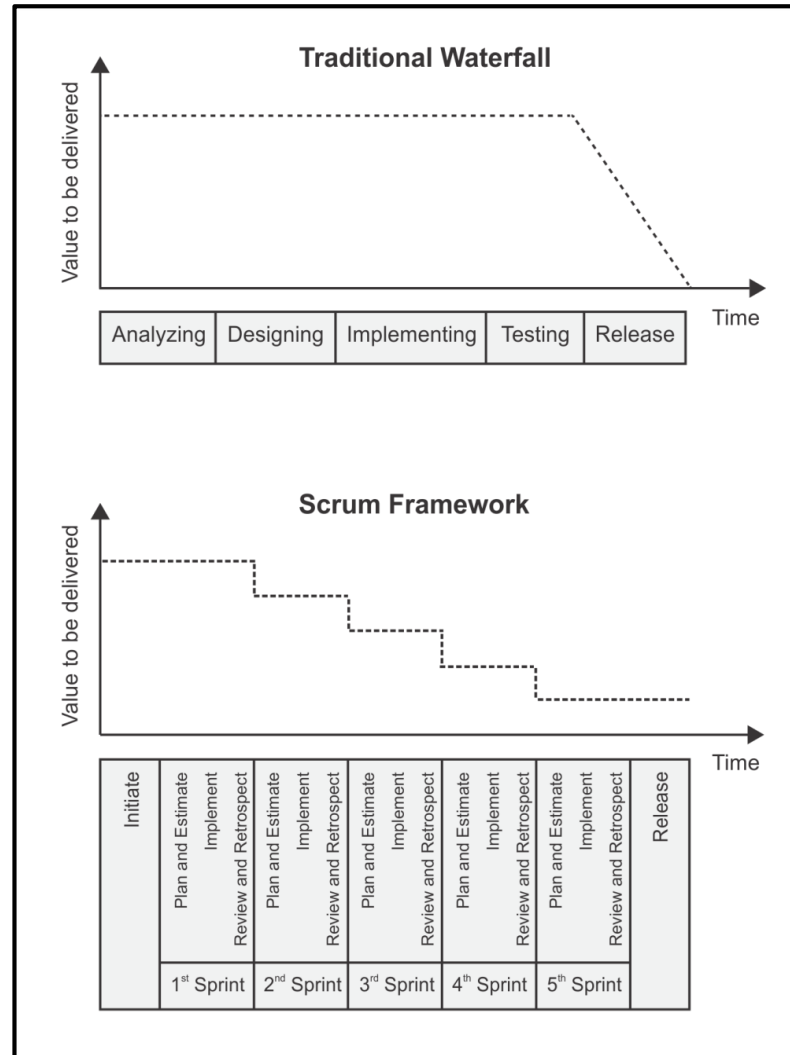 Traditional Waterfall
Value to be delivered
Time
Analyzing
Designing
Implementing
Testing
Release
Scrum Framework
Value to be delivered
Time
Initiate
Plan and Estimate
Implement
Review and Retrospect
1st Sprint
Plan and Estimate
Implement
Review and Retrospect
2nd Sprint
Plan and Estimate
Implement
Review and Retrospect
3rd Sprint
Plan and Estimate
Implement
Review and Retrospect
4th Sprint
Plan and Estimate
Implement
Review and Retrospect
5th Sprint
Release